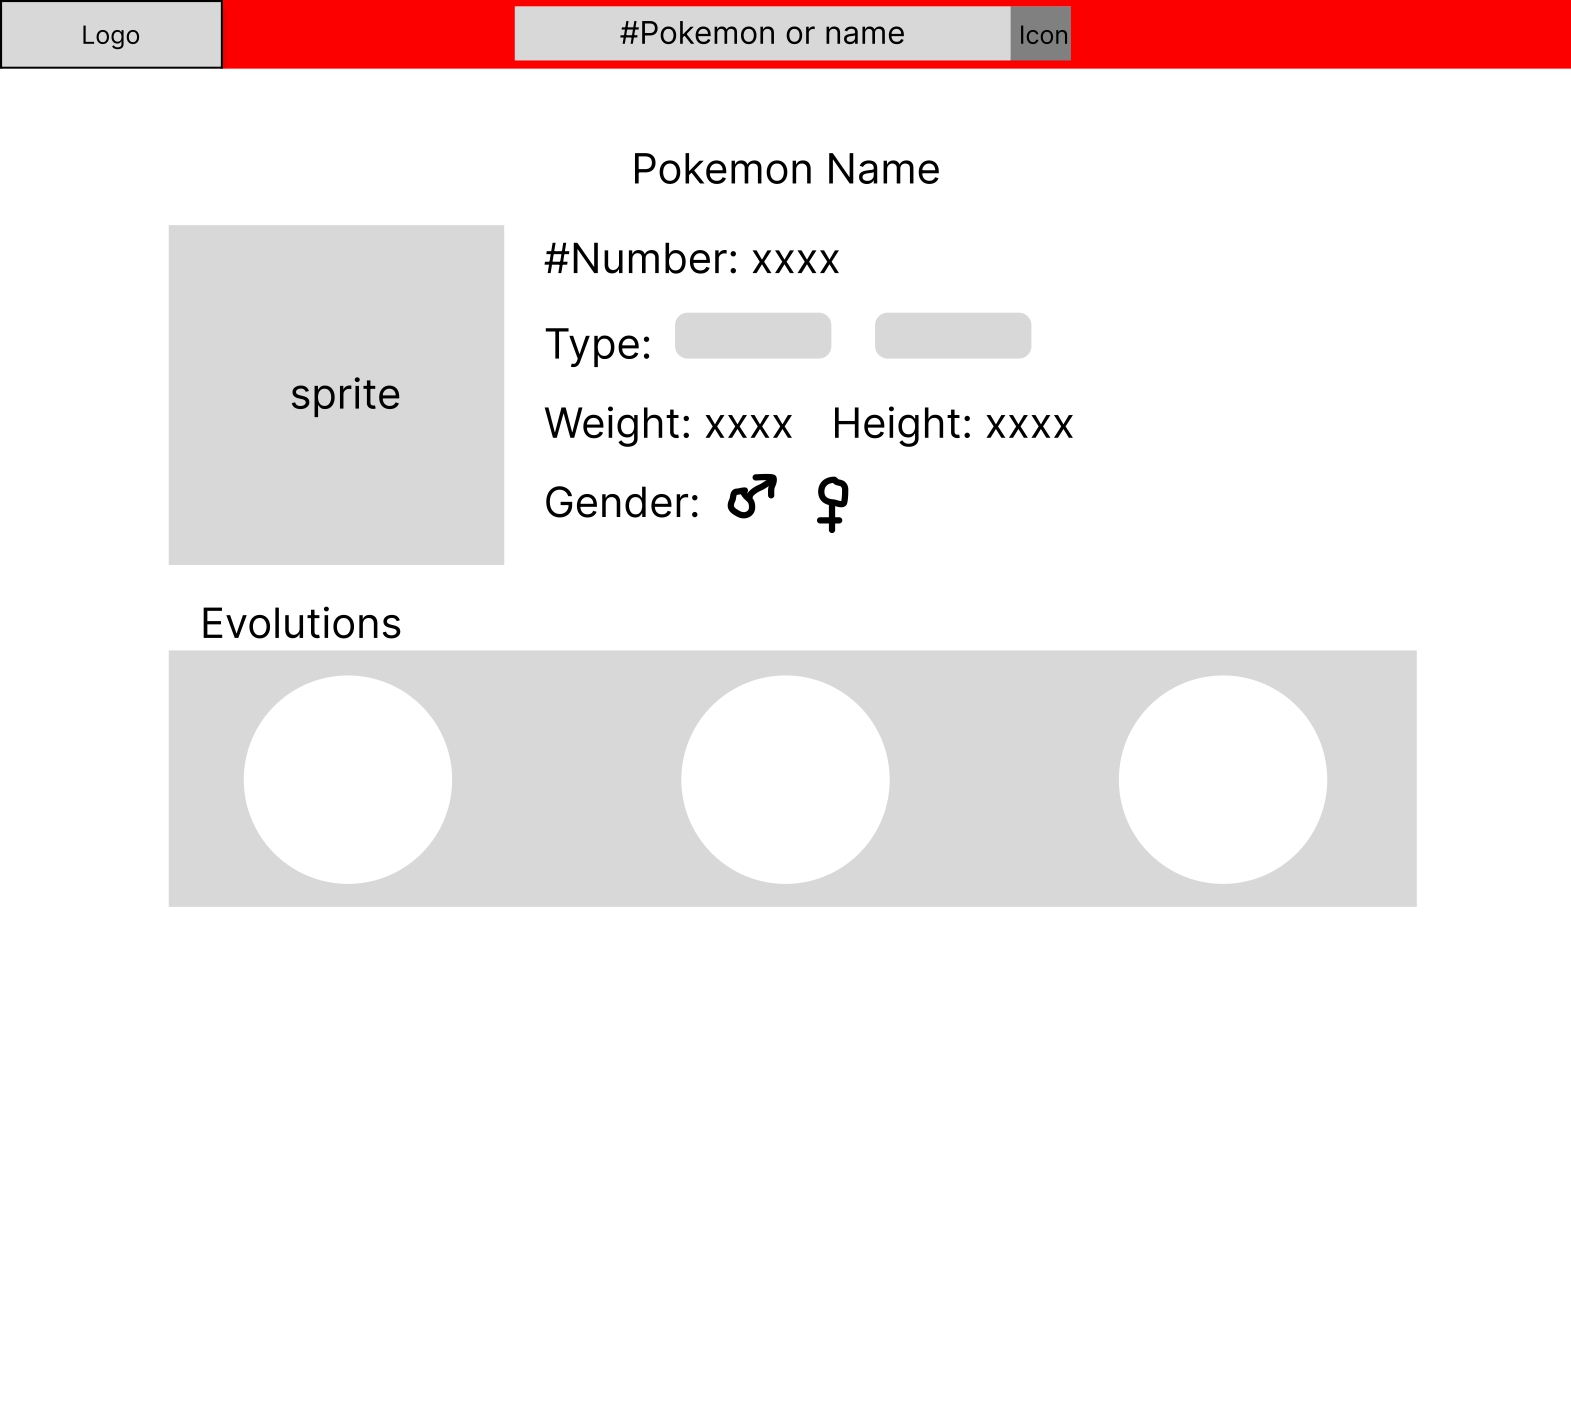 Logo
#Pokemon or name
Icon
Pokemon Name
#Number: xxxx
Type:
sprite
Weight: xxxx Height: xxxx
Gender: ♂ ♀
Evolutions